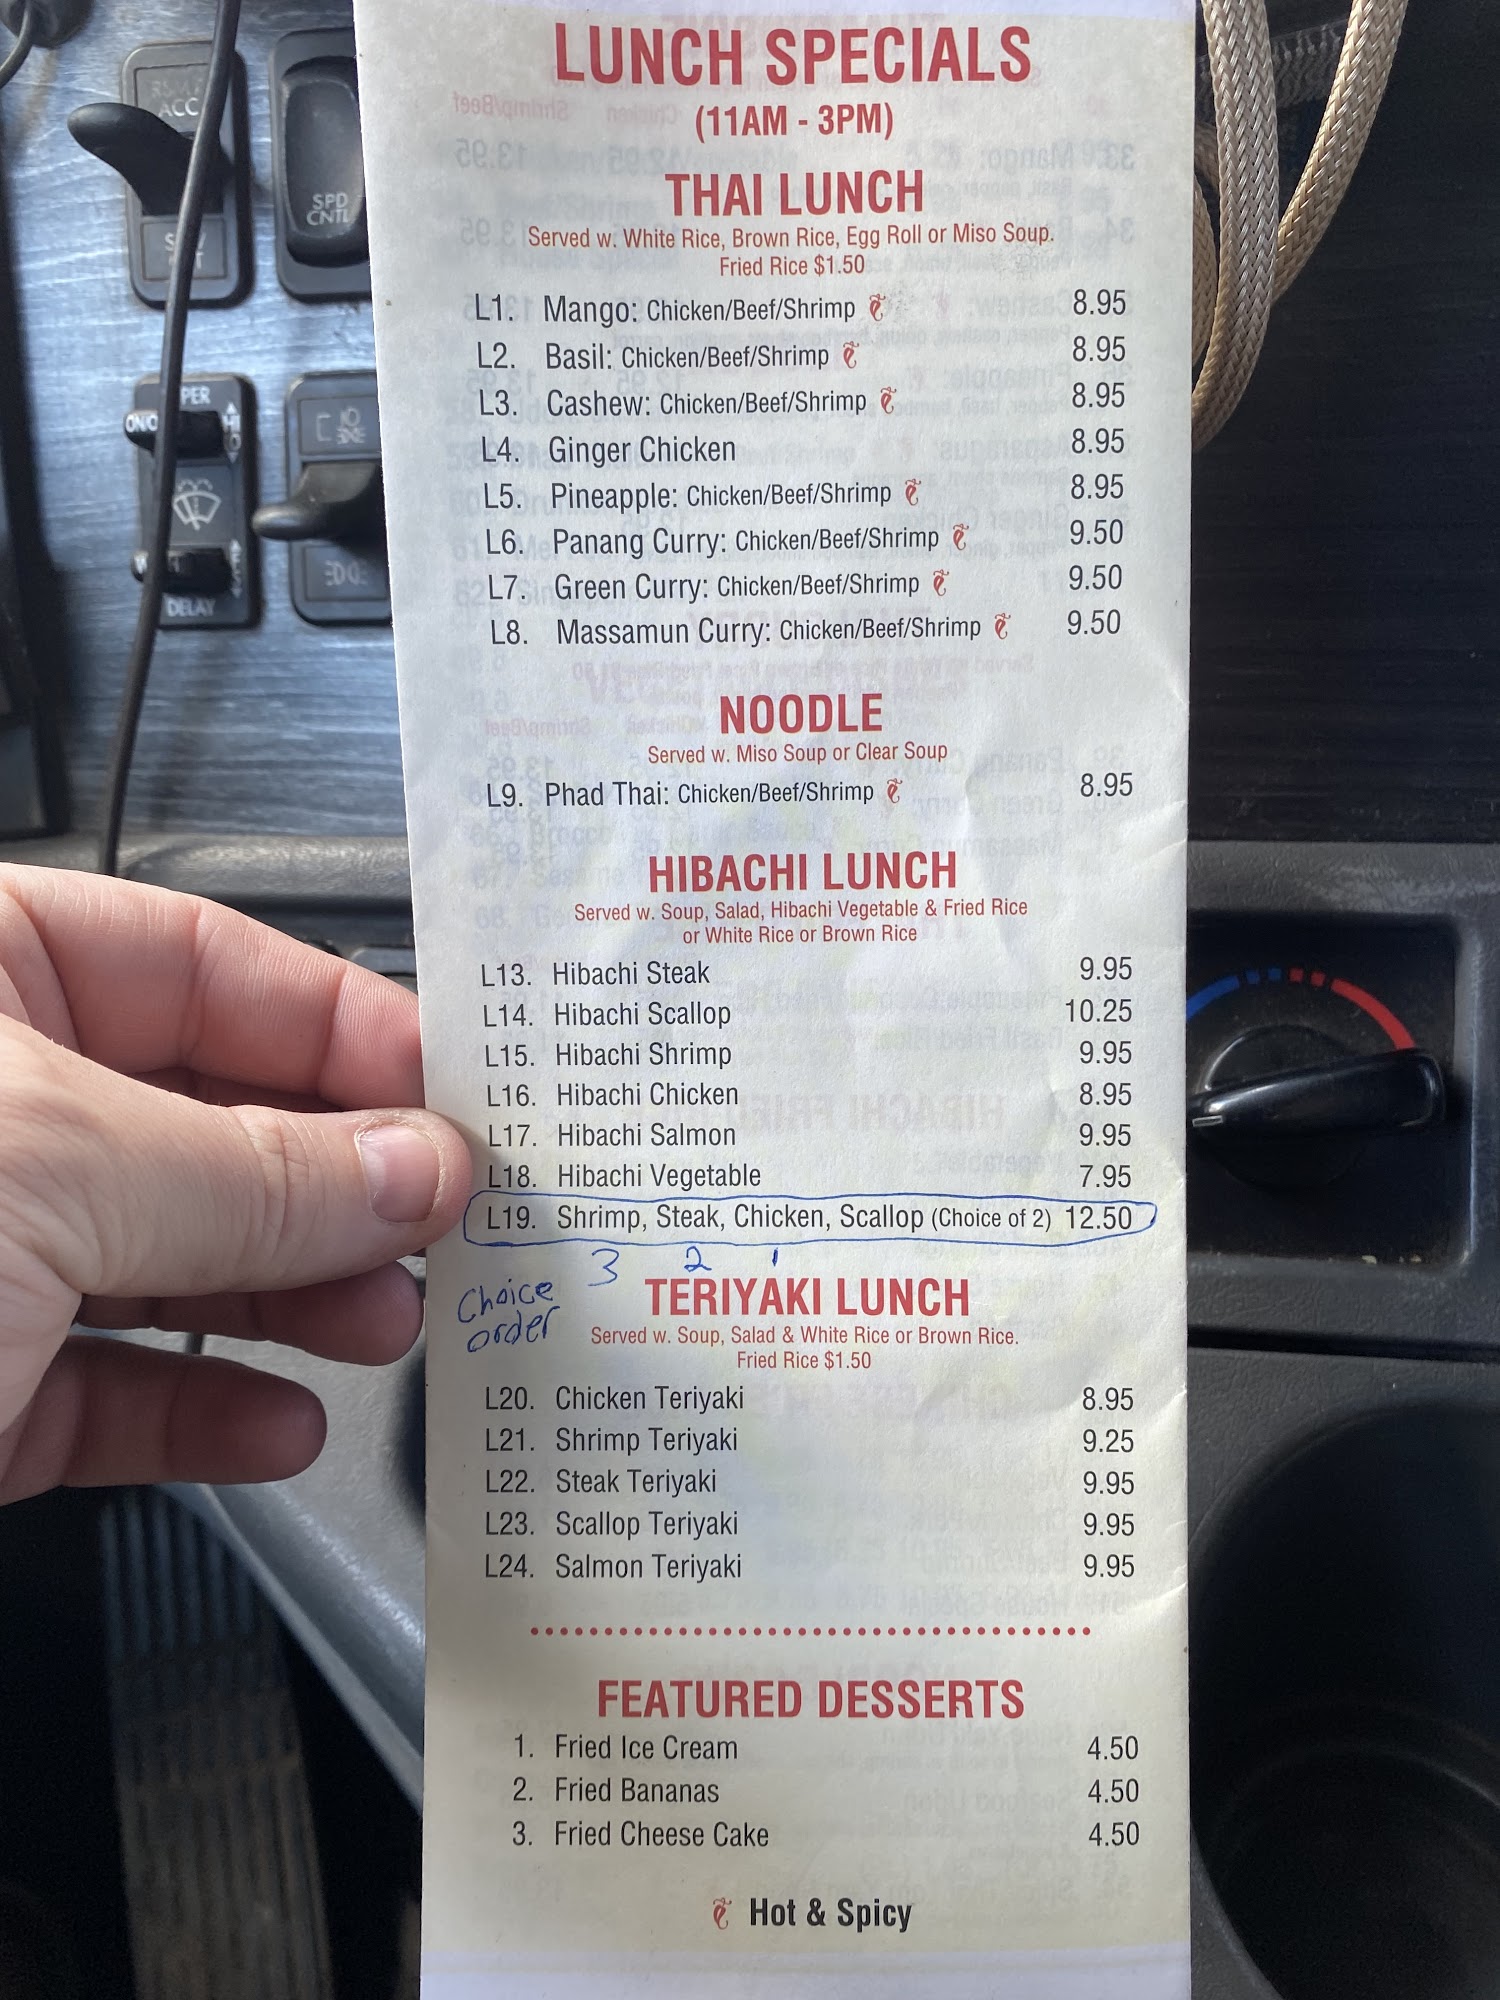 LUNCH SPECIALS
(11AM - 3PM)
THAI LUNCH
Served w. White Rice, Brown Rice, Egg Roll or Miso Soup.
Fried Rice $1.50
L1. Mango: Chicken/Beef/Shrimp 8.95
L2. Basil: Chicken/Beef/Shrimp 8.95
L3. Cashew: Chicken/Beef/Shrimp 8.95
L4. Ginger Chicken 8.95
L5. Pineapple: Chicken/Beef/Shrimp 8.95
L6. Panang Curry: Chicken/Beef/Shrimp 9.50
L7. Green Curry: Chicken/Beef/Shrimp 9.50
L8. Massamun Curry: Chicken/Beef/Shrimp 9.50
NOODLE
Served w. Miso Soup or Clear Soup
L9. Phad Thai: Chicken/Beef/Shrimp 8.95
HIBACHI LUNCH
Served w. Soup, Salad, Hibachi Vegetable & Fried Rice
or White Rice or Brown Rice
L13. Hibachi Steak 9.95
L14. Hibachi Scallop 10.25
L15. Hibachi Shrimp 9.95
L16. Hibachi Chicken 8.95
L17. Hibachi Salmon 9.95
L18. Hibachi Vegetable 7.95
L19. Shrimp, Steak, Chicken, Scallop (Choice of 2) 12.50
3 2 1
Choice
order
TERIYAKI LUNCH
Served w. Soup, Salad & White Rice or Brown Rice.
Fried Rice $1.50
L20. Chicken Teriyaki 8.95
L21. Shrimp Teriyaki 9.25
L22. Steak Teriyaki 9.95
L23. Scallop Teriyaki 9.95
L24. Salmon Teriyaki 9.95
FEATURED DESSERTS
1. Fried Ice Cream 4.50
2. Fried Bananas 4.50
3. Fried Cheese Cake 4.50
Hot & Spicy
ACC
SPD
CNTL
DELAY